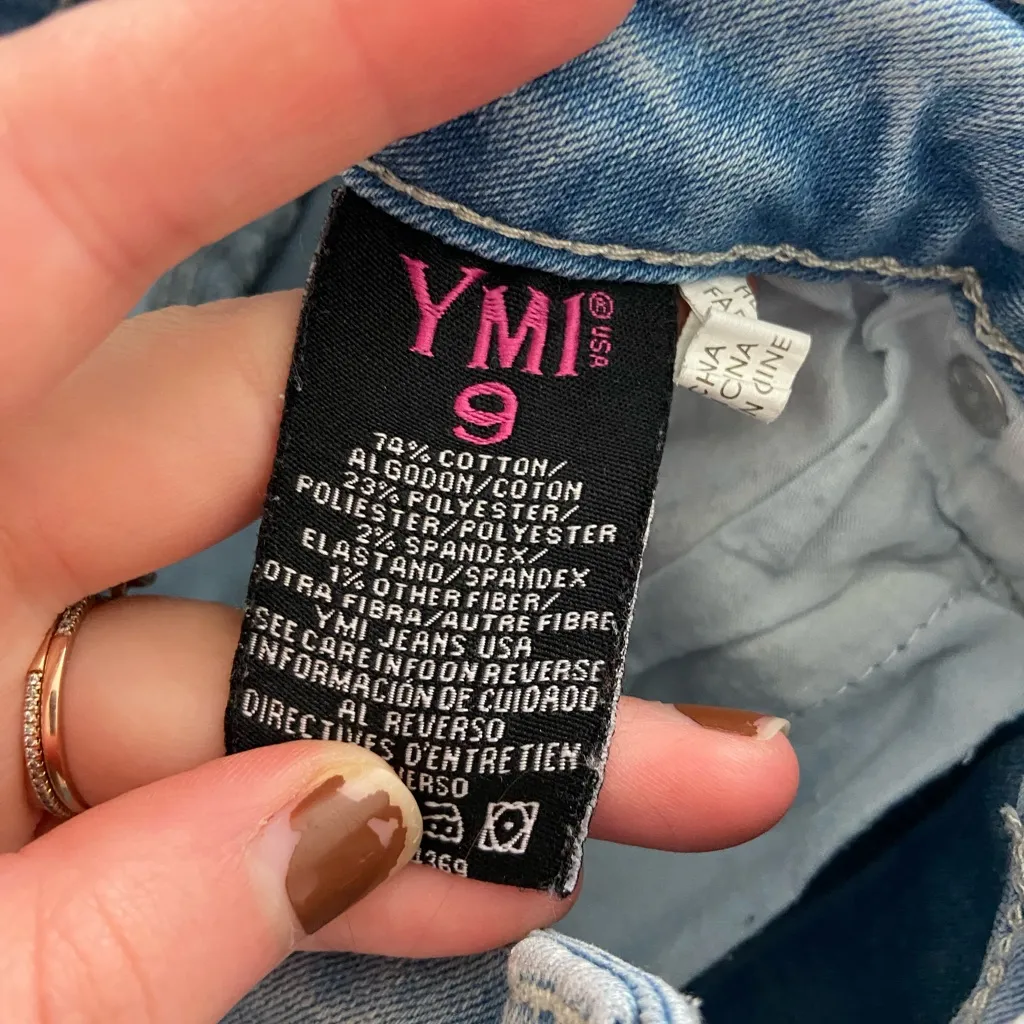 YMI® USA
9
74% COTTON/
ALGODON/COTON
23% POLYESTER/
POLIESTER/POLYESTER
2% SPANDEX/
ELASTANO/SPANDEX
1% OTHER FIBER/
OTRA FIBRA/AUTRE FIBRE
YMI JEANS USA
SEE CARE INFO ON REVERSE
INFORMACIÓN DE CUIDADO
AL REVERSO
DIRECTIVES D'ENTRETIEN